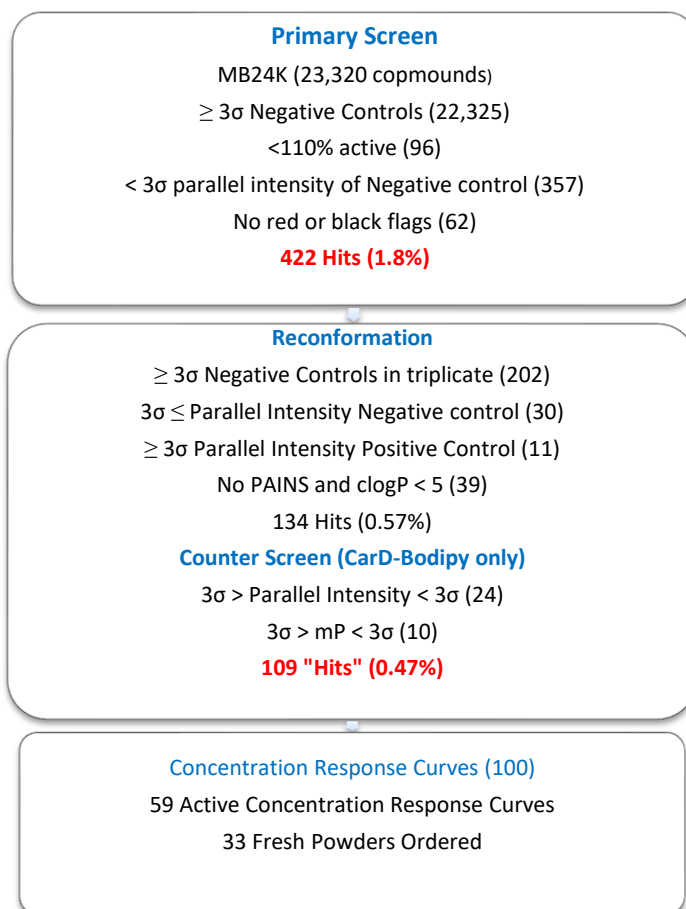 Primary Screen
MB24K (23,320 copmounds)
≥ 3σ Negative Controls (22,325)
<110% active (96)
< 3σ parallel intensity of Negative control (357)
No red or black flags (62)
422 Hits (1.8%)
Reconformation
≥ 3σ Negative Controls in triplicate (202)
3σ ≤ Parallel Intensity Negative control (30)
≥ 3σ Parallel Intensity Positive Control (11)
No PAINS and clogP < 5 (39)
134 Hits (0.57%)
Counter Screen (CarD-Bodipy only)
3σ > Parallel Intensity < 3σ (24)
3σ > mP < 3σ (10)
109 "Hits" (0.47%)
Concentration Response Curves (100)
59 Active Concentration Response Curves
33 Fresh Powders Ordered